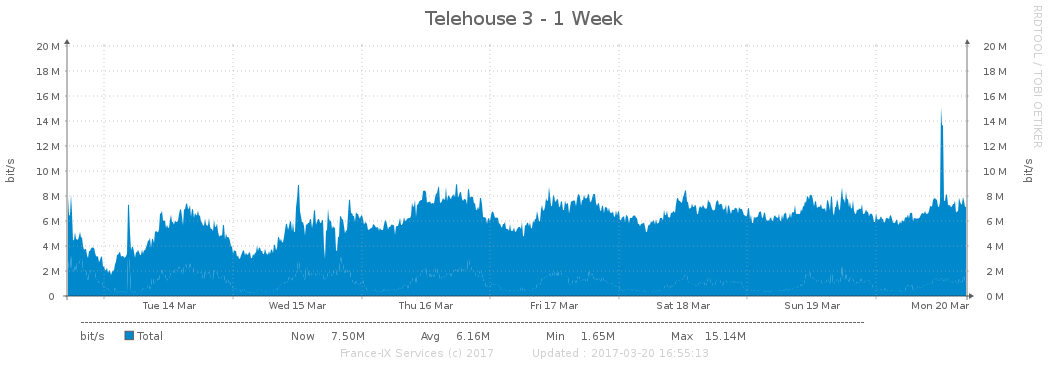 Telehouse 3 - 1 Week
RRDTOOL / TOBI OETIKER
bit/s
20 M 20 M
18 M 18 M
16 M 16 M
14 M 14 M
12 M 12 M
10 M 10 M
8 M 8 M
6 M 6 M
4 M 4 M
2 M 2 M
0 0 M
bit/s
Tue 14 Mar Wed 15 Mar Thu 16 Mar Fri 17 Mar Sat 18 Mar Sun 19 Mar Mon 20 Mar
bit/s Total Now 7.50M Avg 6.16M Min 1.65M Max 15.14M
France-IX Services (c) 2017 Updated : 2017-03-20 16:55:13